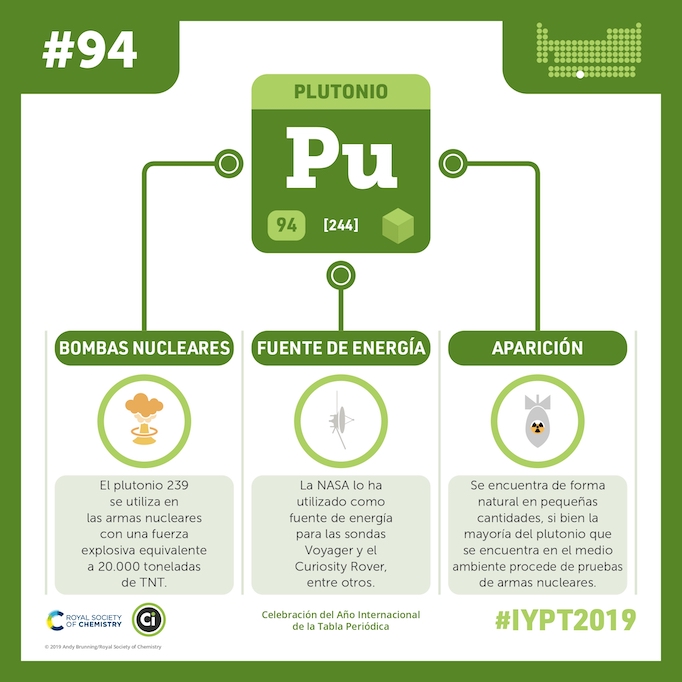 #94
PLUTONIO
Pu
94
[244]
BOMBAS NUCLEARES
El plutonio 239
se utiliza en
las armas nucleares
con una fuerza
explosiva equivalente
a 20.000 toneladas
de TNT.
FUENTE DE ENERGÍA
La NASA lo ha
utilizado como
fuente de energía
para las sondas
Voyager y el
Curiosity Rover,
entre otros.
APARICIÓN
Se encuentra de forma
natural en pequeñas
cantidades, si bien la
mayoría del plutonio que
se encuentra en el medio
ambiente procede de pruebas
de armas nucleares.
ROYAL SOCIETY
OF CHEMISTRY
Ci
Celebración del Año Internacional
de la Tabla Periódica
#IYPT2019
© 2019 Andy Brunning/Royal Society of Chemistry